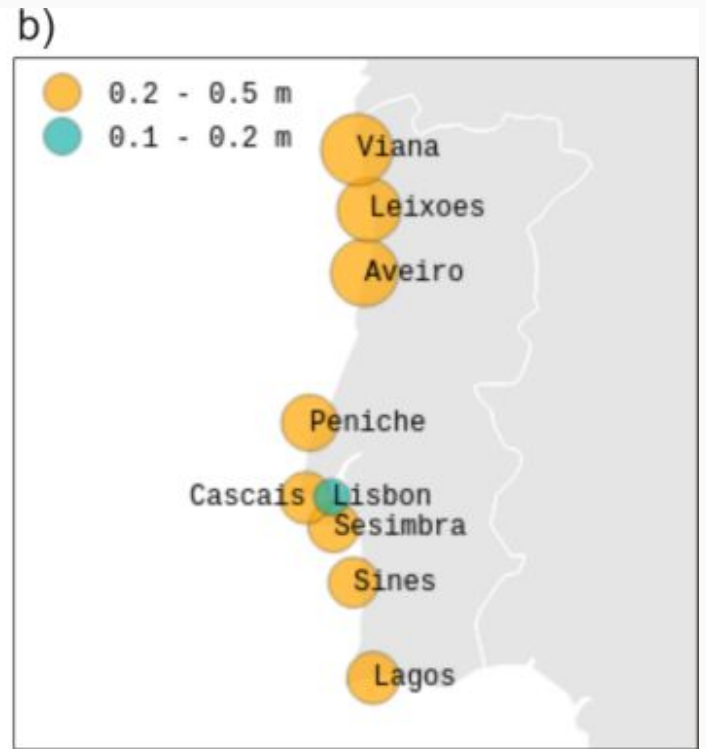 b)
0.2 - 0.5 m
0.1 - 0.2 m
Viana
Leixoes
Aveiro
Peniche
Cascais
Lisbon
Sesimbra
Sines
Lagos